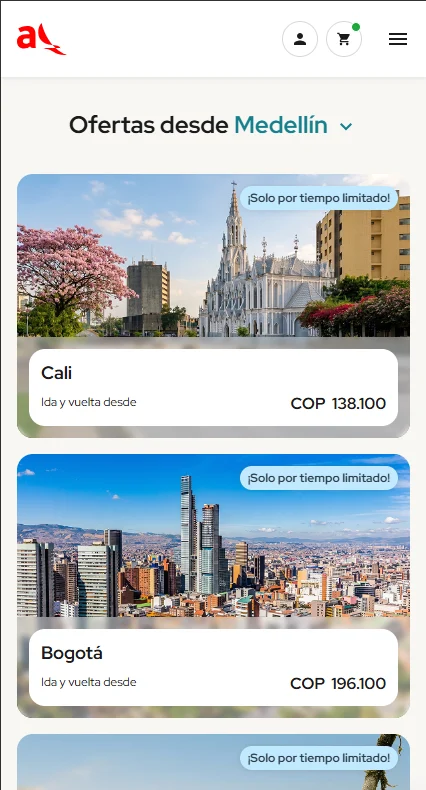 a
Ofertas desde Medellín
¡Solo por tiempo limitado!
Cali
Ida y vuelta desde
COP 138.100
¡Solo por tiempo limitado!
Bogotá
Ida y vuelta desde
COP 196.100
¡Solo por tiempo limitado!